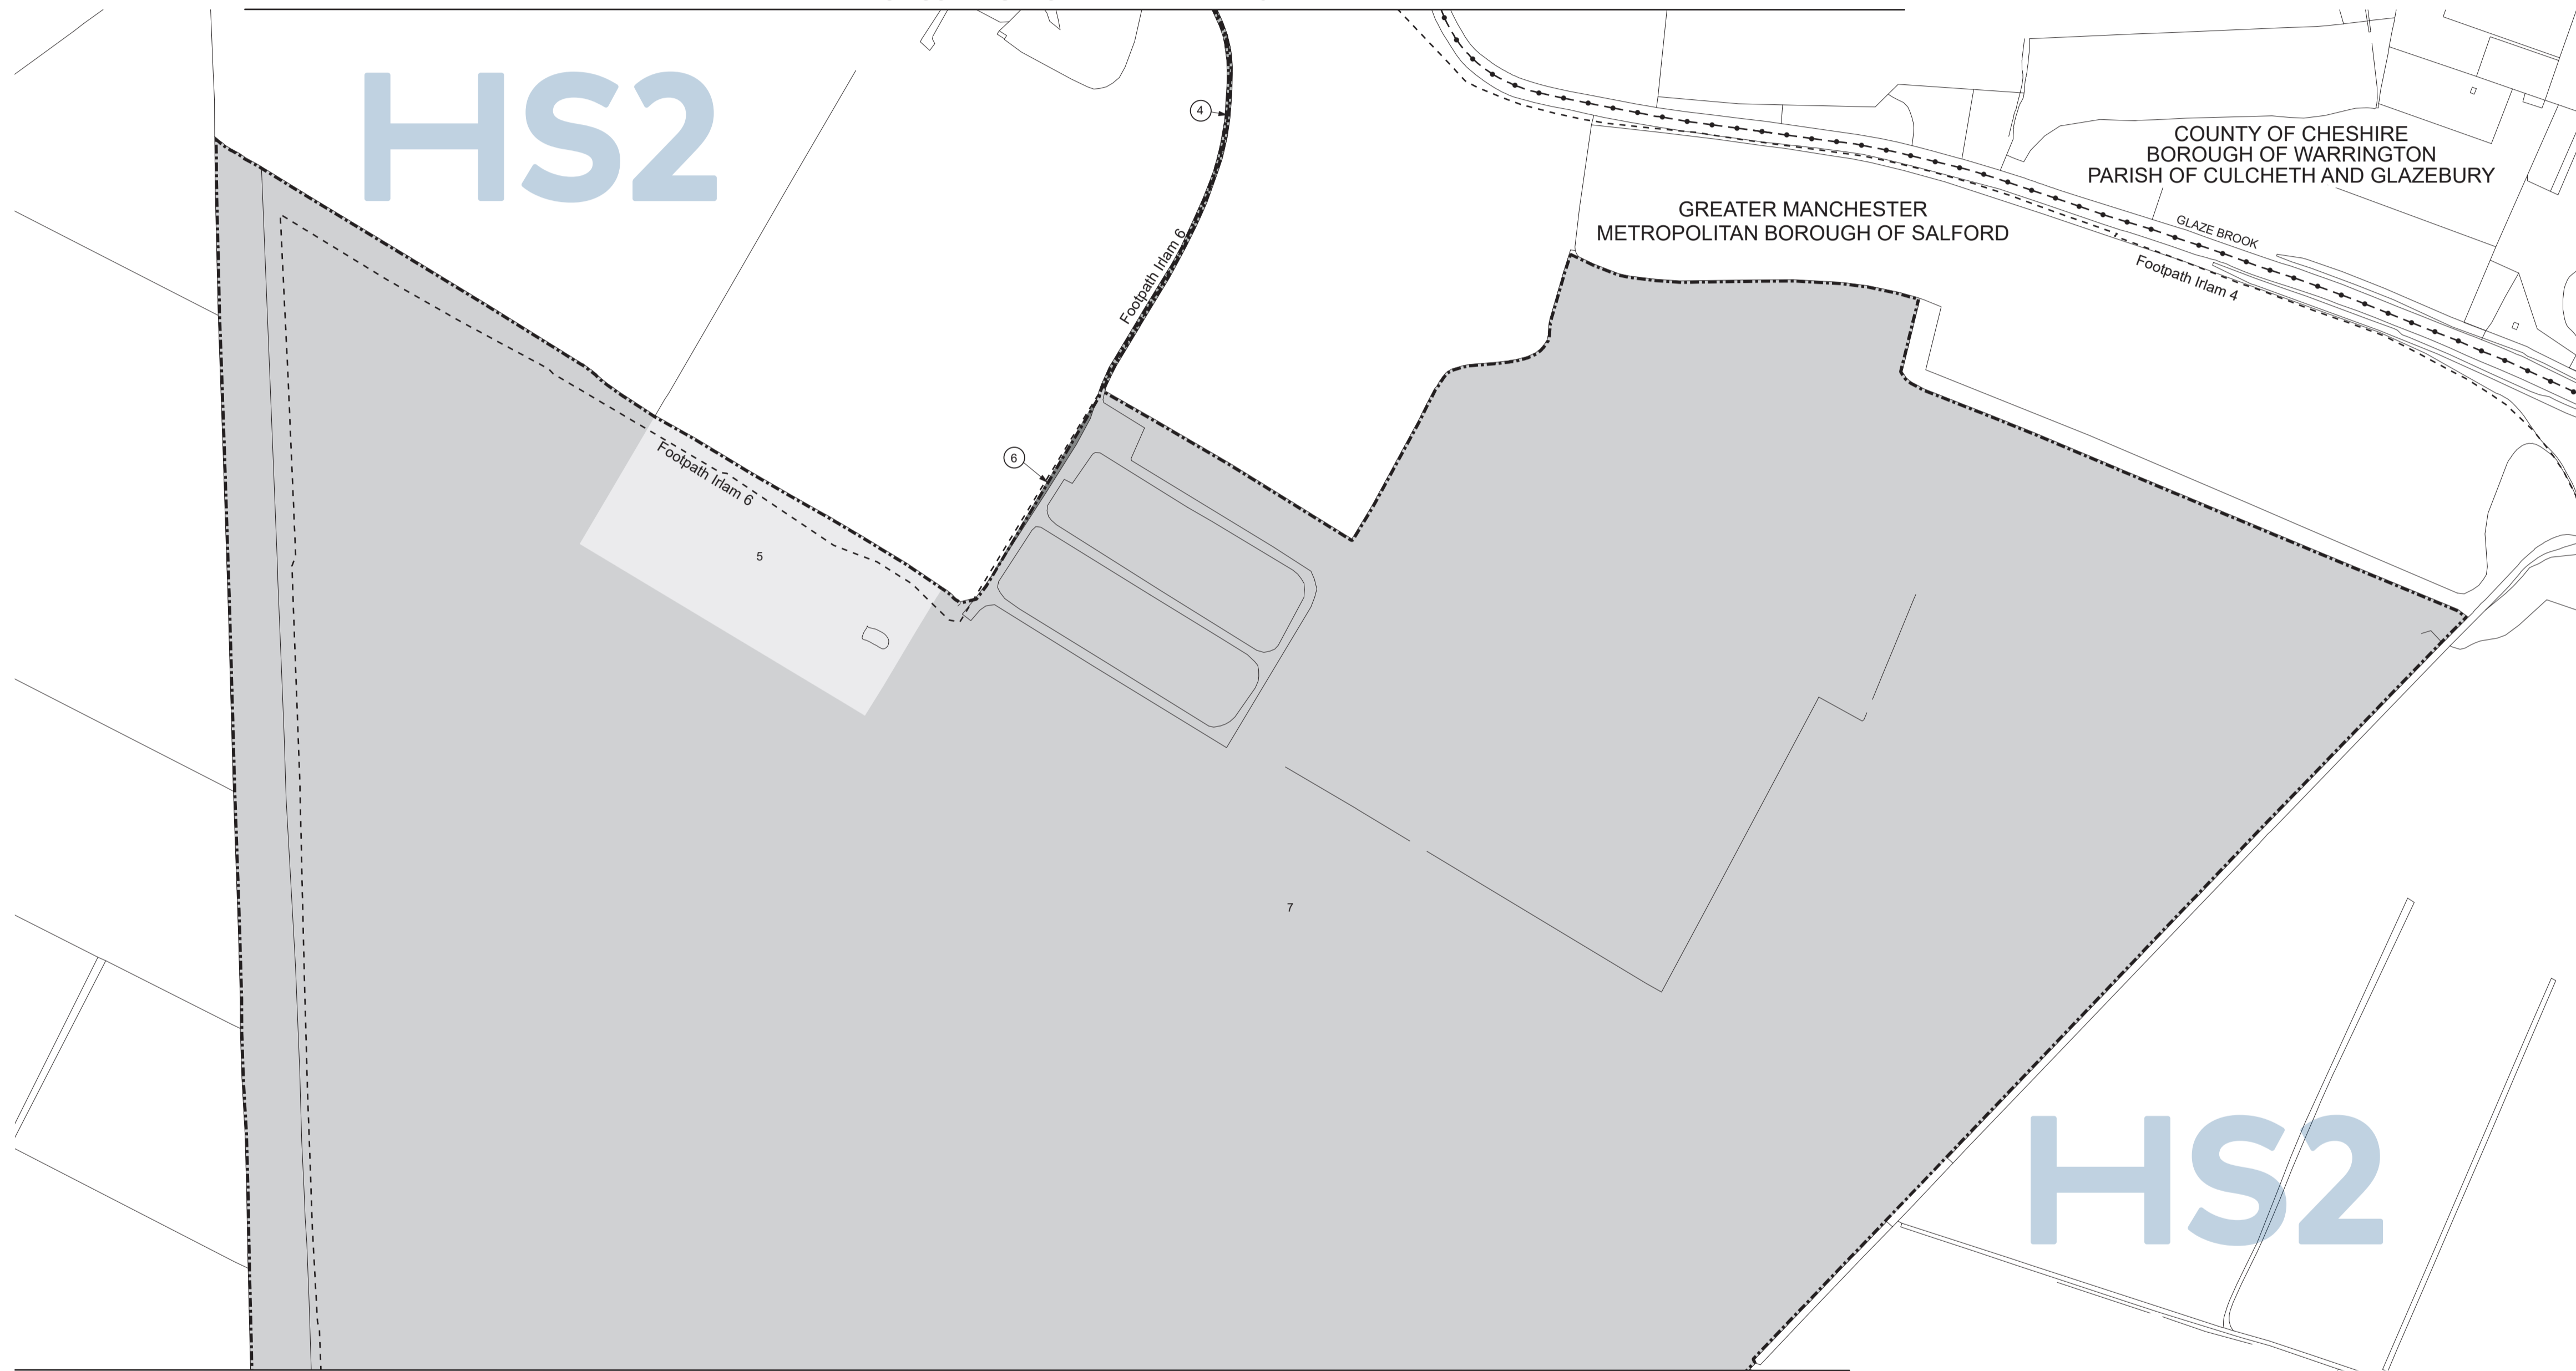 HS2
4
COUNTY OF CHESHIRE
BOROUGH OF WARRINGTON
PARISH OF CULCHETH AND GLAZEBURY
GREATER MANCHESTER
METROPOLITAN BOROUGH OF SALFORD
GLAZE BROOK
Footpath Irlam 4
Footpath Irlam 6
6
Footpath Irlam 6
5
7
HS2